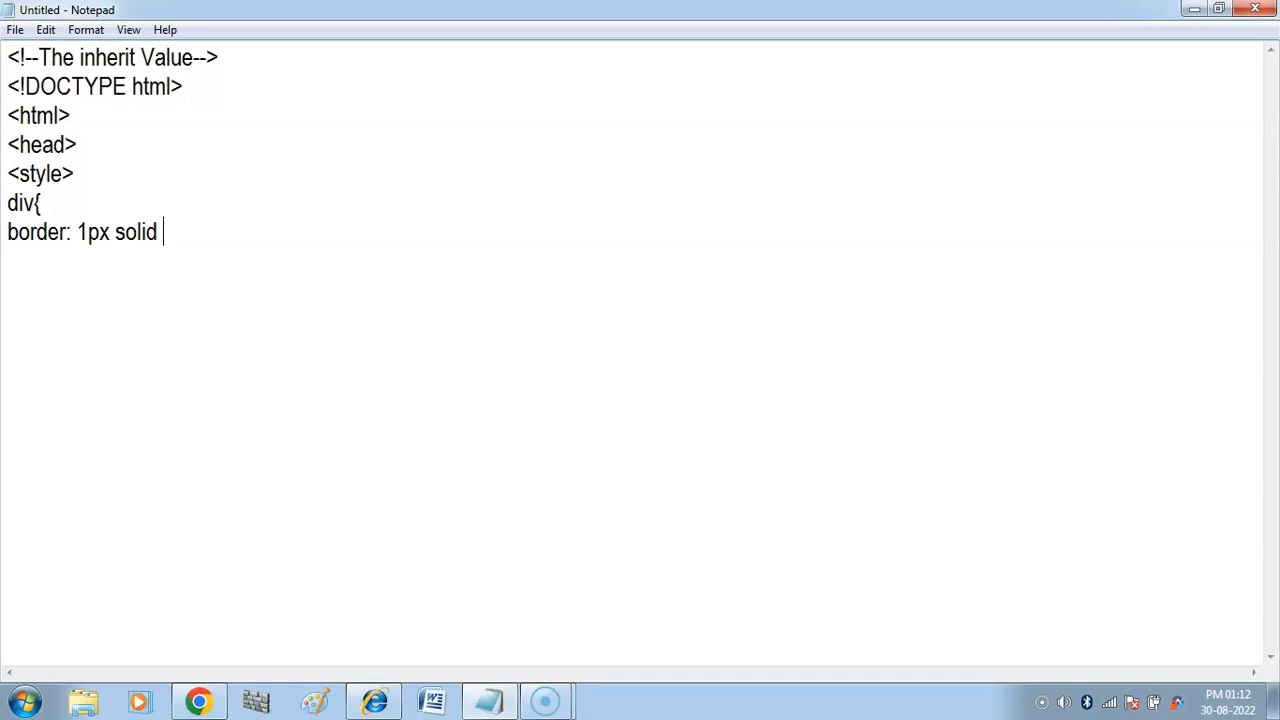 Untitled - Notepad
File Edit Format View Help
<!--The inherit Value-->
<!DOCTYPE html>
<html>
<head>
<style>
div{
border: 1px solid
PM 01:12
30-08-2022